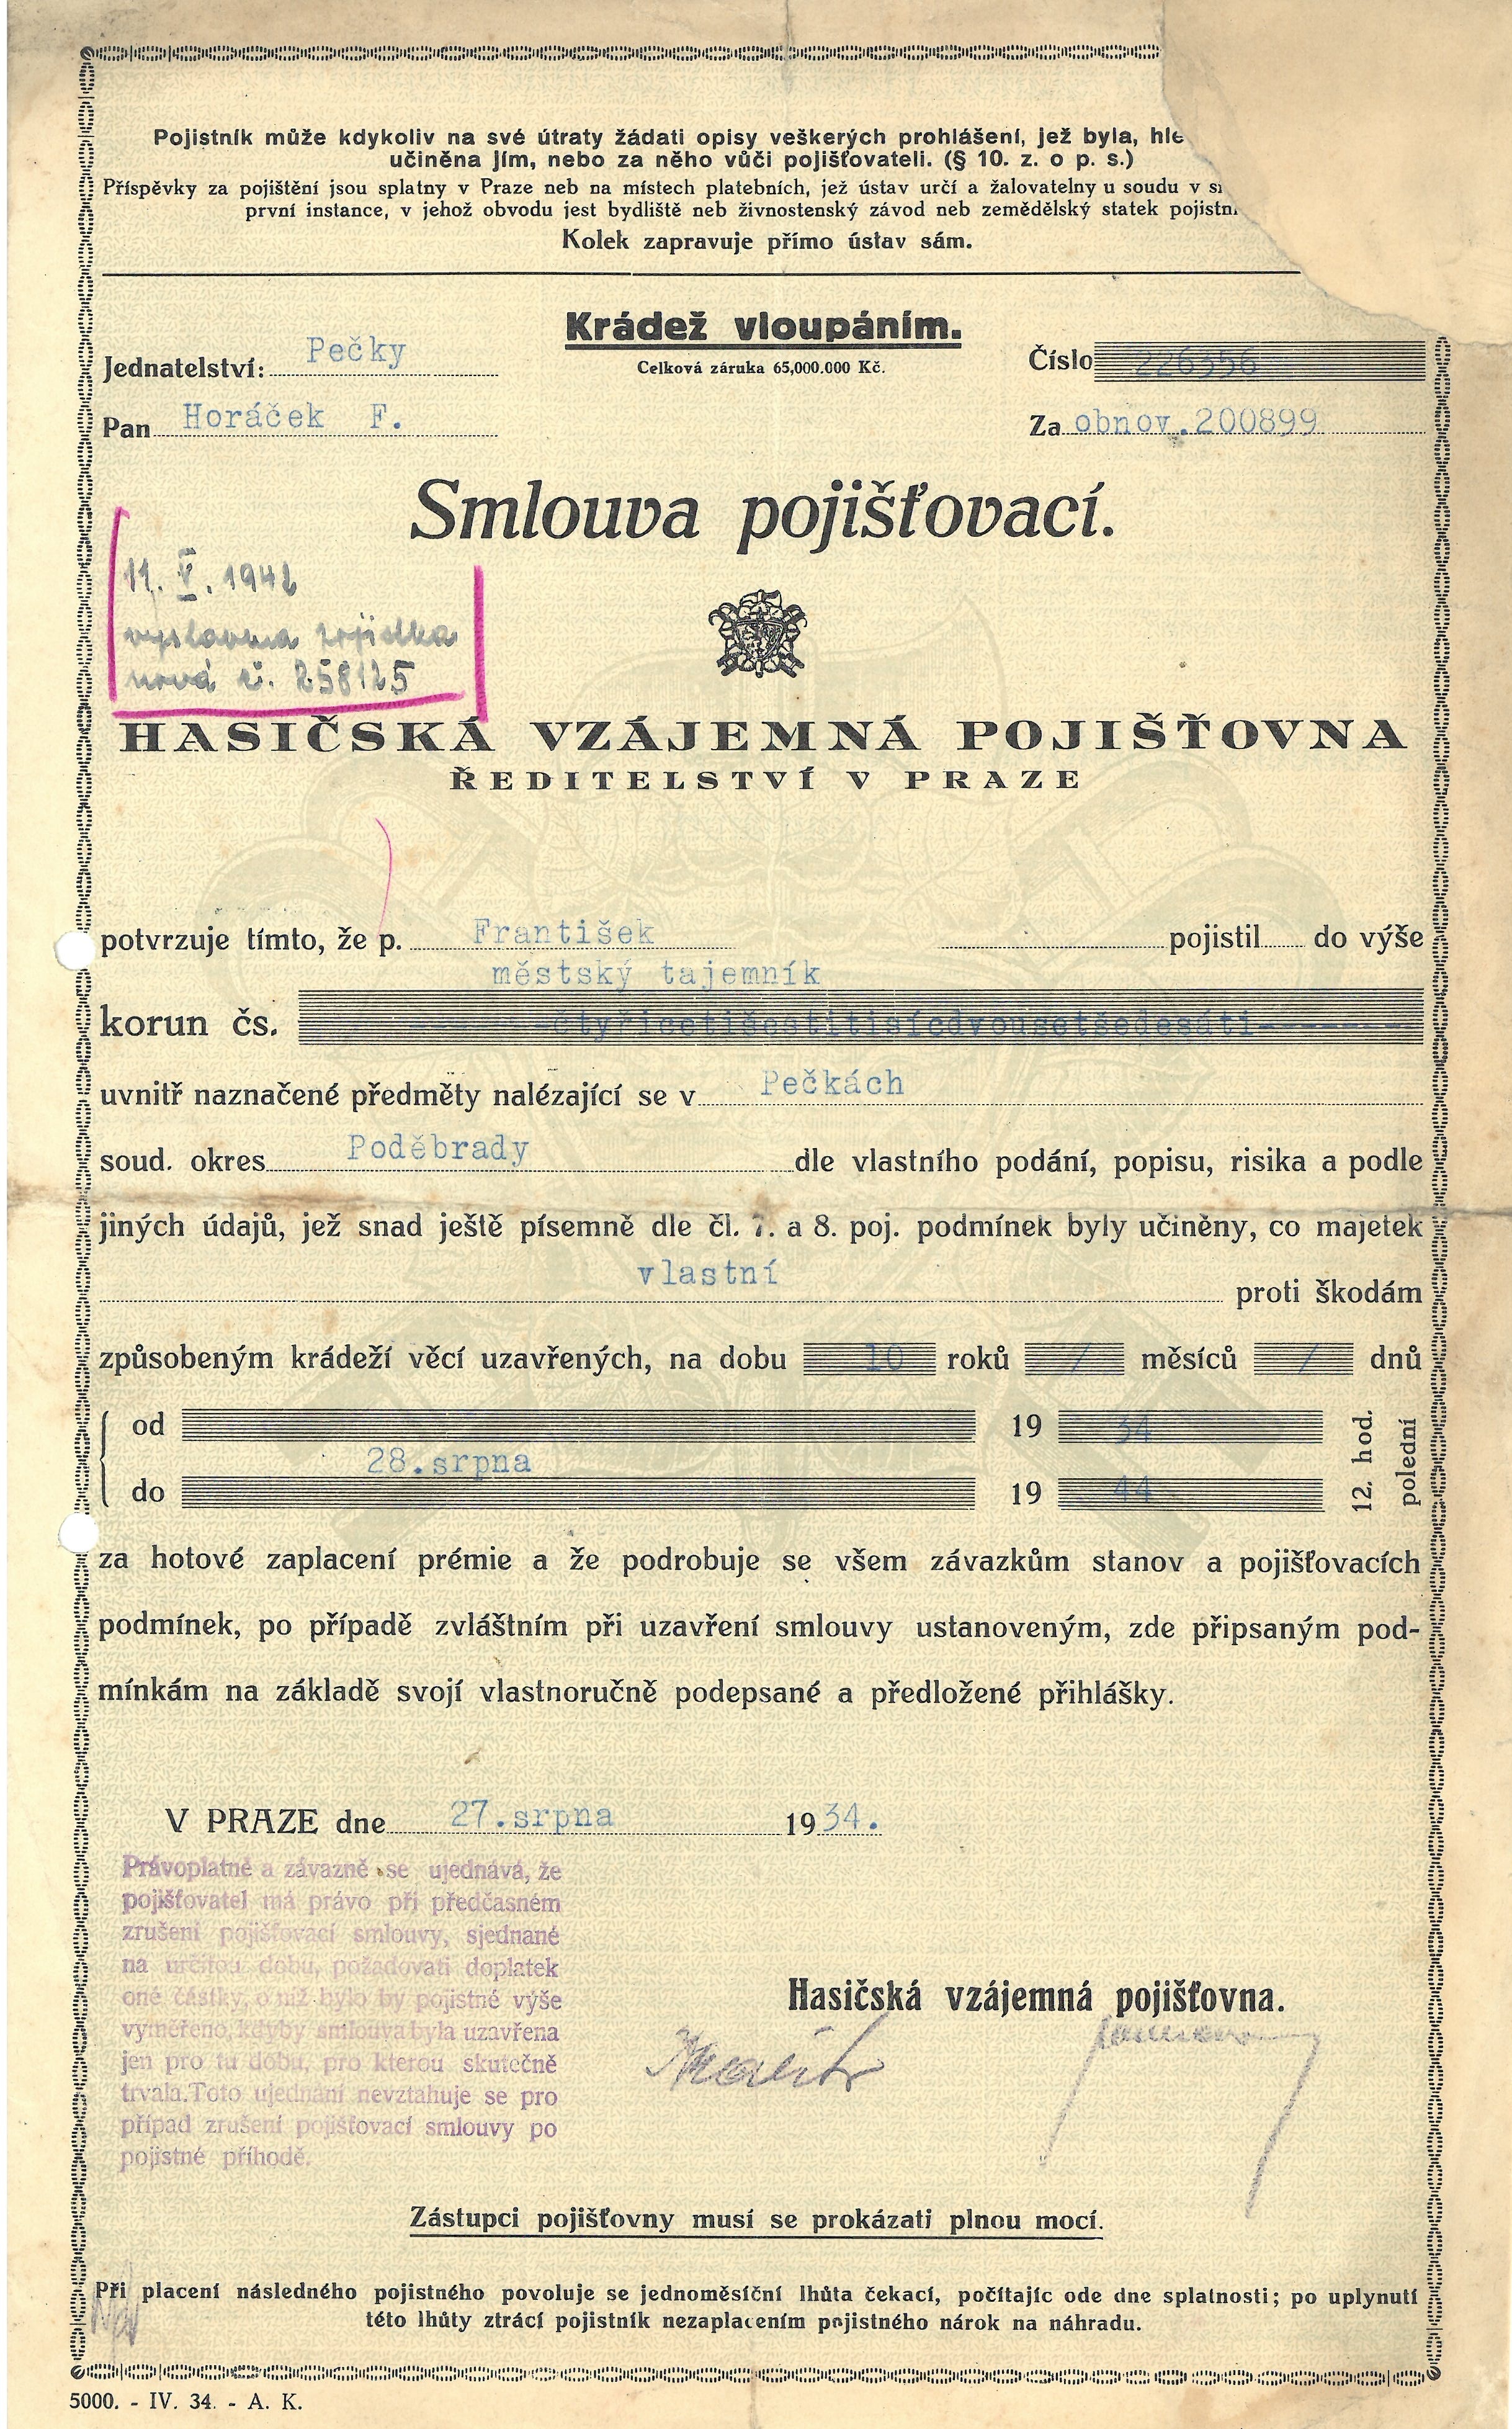 Pojistník může kdykoliv na své útraty žádati opisy veškerých prohlášení, jež byla,
učiněna jím, nebo za něho vůči pojišťovateli. (§ 10. z. o p. s.)
Příspěvky za pojištění jsou splatny v Praze neb na místech platebních, jež ústav určí a žalovatelny u soudu v
první instance, v jehož obvodu jest bydliště neb živnostenský závod neb zemědělský statek
Kolek zapravuje přímo ústav sám.
Krádež vloupáním.
Celková záruka 65,000.000 Kč.
Jednatelství: Pečky
Číslo 226356
Pan Horáček F.
Za obnov.200899
Smlouva pojišťovací.
11. V. 1942
nová č. 258125
HASIČSKÁ VZÁJEMNÁ POJIŠŤOVNA
ŘEDITELSTVÍ V PRAZE
potvrzuje tímto, že p. František pojistil do výše
městský tajemník
korun čs. --------čtyřicetišestitisícdvousetšedesáti--------
uvnitř naznačené předměty nalézající se v Pečkách
soud. okres Poděbrady dle vlastního podání, popisu, risika a podle
jiných údajů, jež snad ještě písemně dle čl. 7. a 8. poj. podmínek byly učiněny, co majetek
vlastní proti škodám
způsobeným krádeží věcí uzavřených, na dobu 10 roků / měsíců / dnů
od 19 34
28.srpna
do 19 44
12. hod.
polední
za hotové zaplacení prémie a že podrobuje se všem závazkům stanov a pojišťovacích
podmínek, po případě zvláštním při uzavření smlouvy ustanoveným, zde připsaným pod-
mínkám na základě svojí vlastnoručně podepsané a předložené přihlášky.
V PRAZE dne 27.srpna 1934.
Právoplatně a závazně se ujednává, že
pojišťovatel má právo při předčasném
zrušení pojišťovací smlouvy, sjednané
na určitou dobu, požadovati doplatek
oné částky, o niž bylo by pojistné výše
vyměřeno, kdyby smlouva byla uzavřena
jen pro tu dobu, pro kterou skutečně
trvala. Toto ujednání nevztahuje se pro
případ zrušení pojišťovací smlouvy po
pojistné příhodě.
Hasičská vzájemná pojišťovna.
Zástupci pojišťovny musí se prokázati plnou mocí.
Při placení následného pojistného povoluje se jednoměsíční lhůta čekací, počítajíc ode dne splatnosti; po uplynutí
této lhůty ztrácí pojistník nezaplacením pojistného nárok na náhradu.
5000. - IV. 34. - A. K.